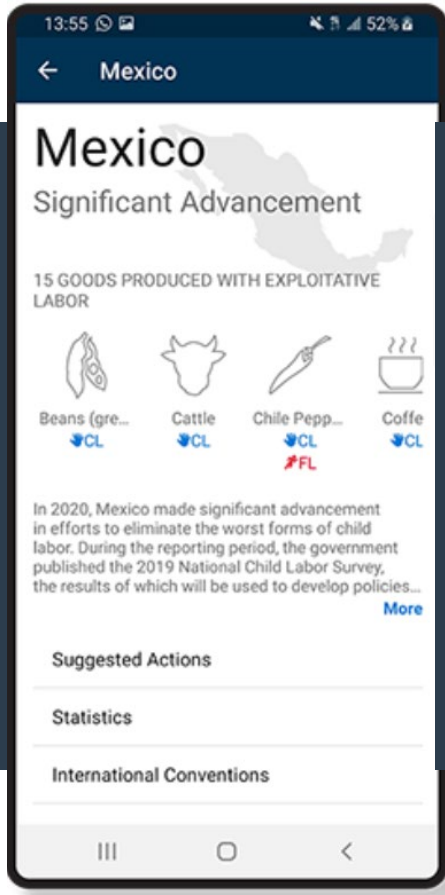 13:55 52%
Mexico
Mexico
Significant Advancement
15 GOODS PRODUCED WITH EXPLOITATIVE
LABOR
Beans (gre... Cattle Chile Pepp... Coffe
CL CL CL CL
FL
In 2020, Mexico made significant advancement
in efforts to eliminate the worst forms of child
labor. During the reporting period, the government
published the 2019 National Child Labor Survey,
the results of which will be used to develop policies...
More
Suggested Actions
Statistics
International Conventions